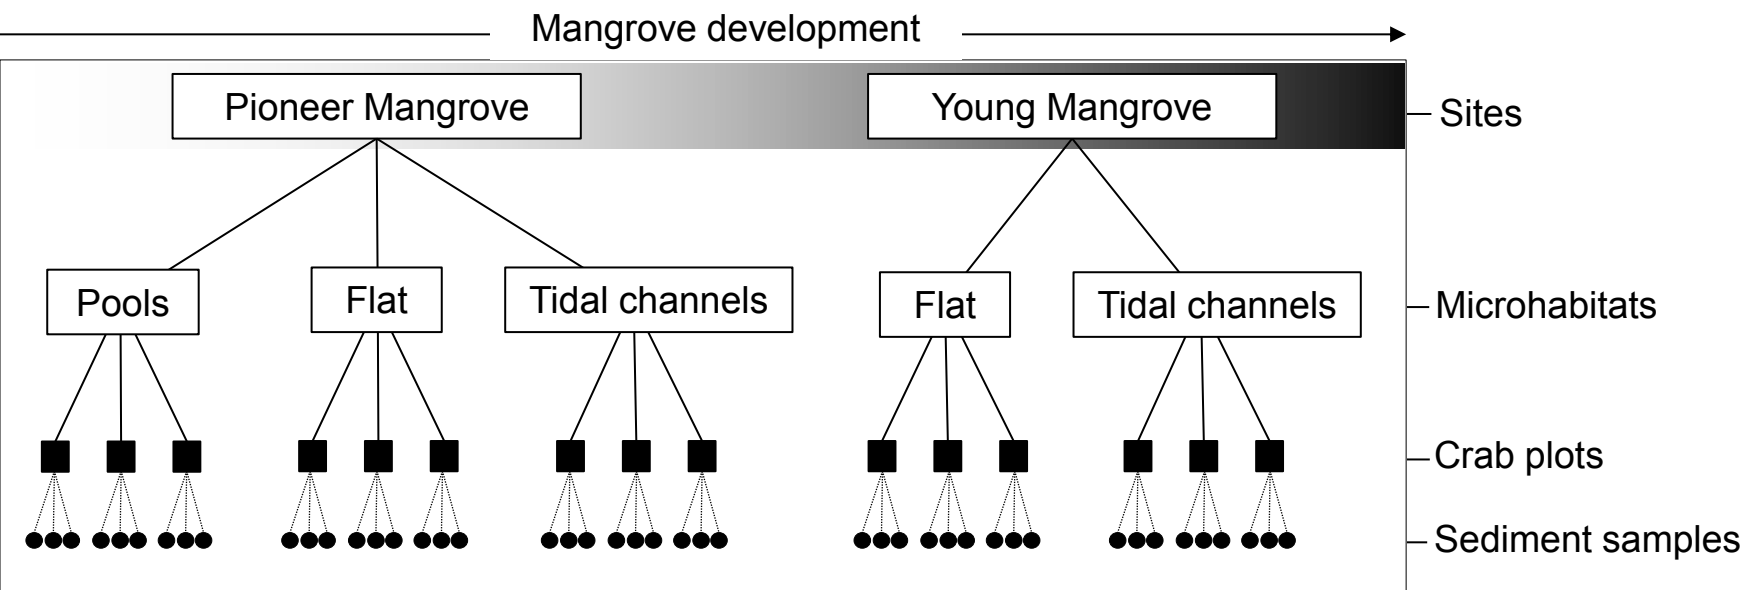 Mangrove development
Pioneer Mangrove
Young Mangrove
Sites
Pools
Flat
Tidal channels
Flat
Tidal channels
Microhabitats
Crab plots
Sediment samples